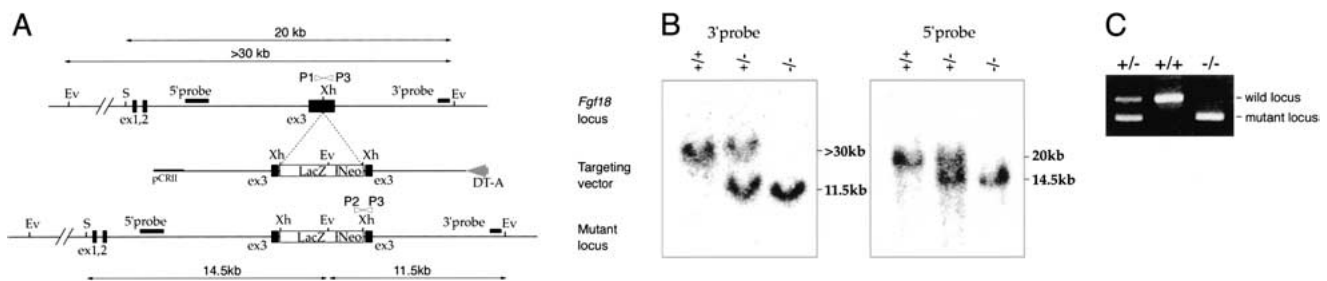 A
20 kb
>30 kb
P1 P3
Ev S 5'probe Xh 3'probe Ev
ex1,2 ex3
Fgf18
locus
Xh Ev Xh
pCRII ex3 LacZ Neo ex3 DT-A
Targeting
vector
P2 P3
Ev S 5'probe Xh Ev Xh 3'probe Ev
ex1,2 ex3 LacZ Neo ex3
Mutant
locus
14.5kb 11.5kb
B
3'probe
+/+ +/- -/-
>30kb
11.5kb
5'probe
+/+ +/- -/-
20kb
14.5kb
C
+/- +/+ -/-
wild locus
mutant locus